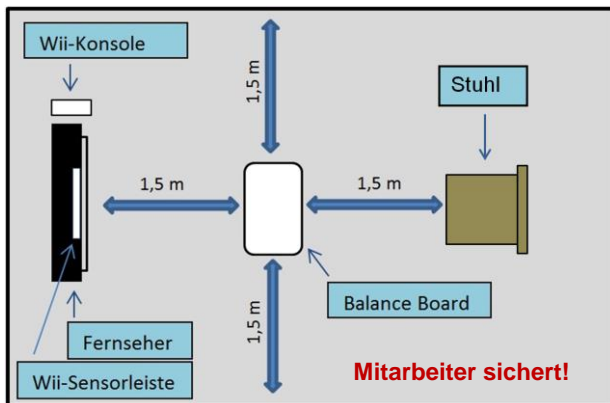 Wii-Konsole
1,5 m
Stuhl
1,5 m
1,5 m
Balance Board
1,5 m
Fernseher
Wii-Sensorleiste
Mitarbeiter sichert!